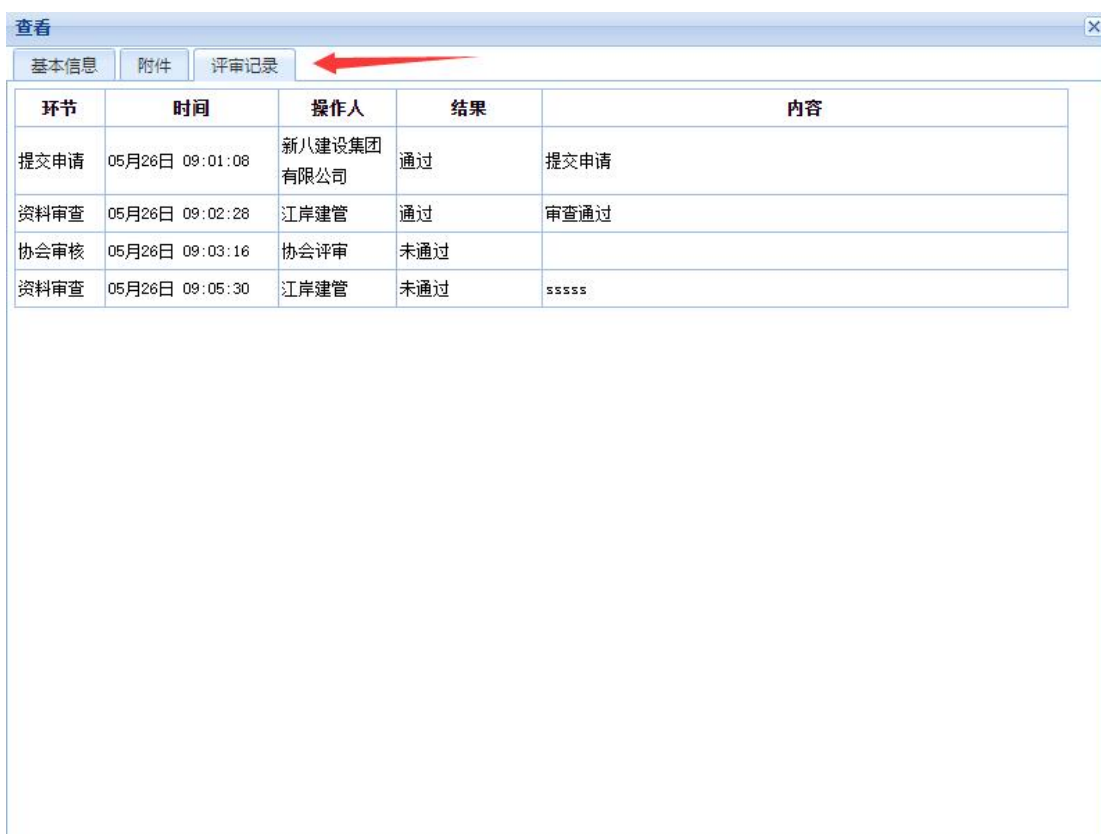 查看
基本信息 附件 评审记录
环节 时间 操作人 结果 内容
提交申请 05月26日 09:01:08 新八建设集团有限公司 通过 提交申请
资料审查 05月26日 09:02:28 江岸建管 通过 审查通过
协会审核 05月26日 09:03:16 协会评审 未通过
资料审查 05月26日 09:05:30 江岸建管 未通过 sssss